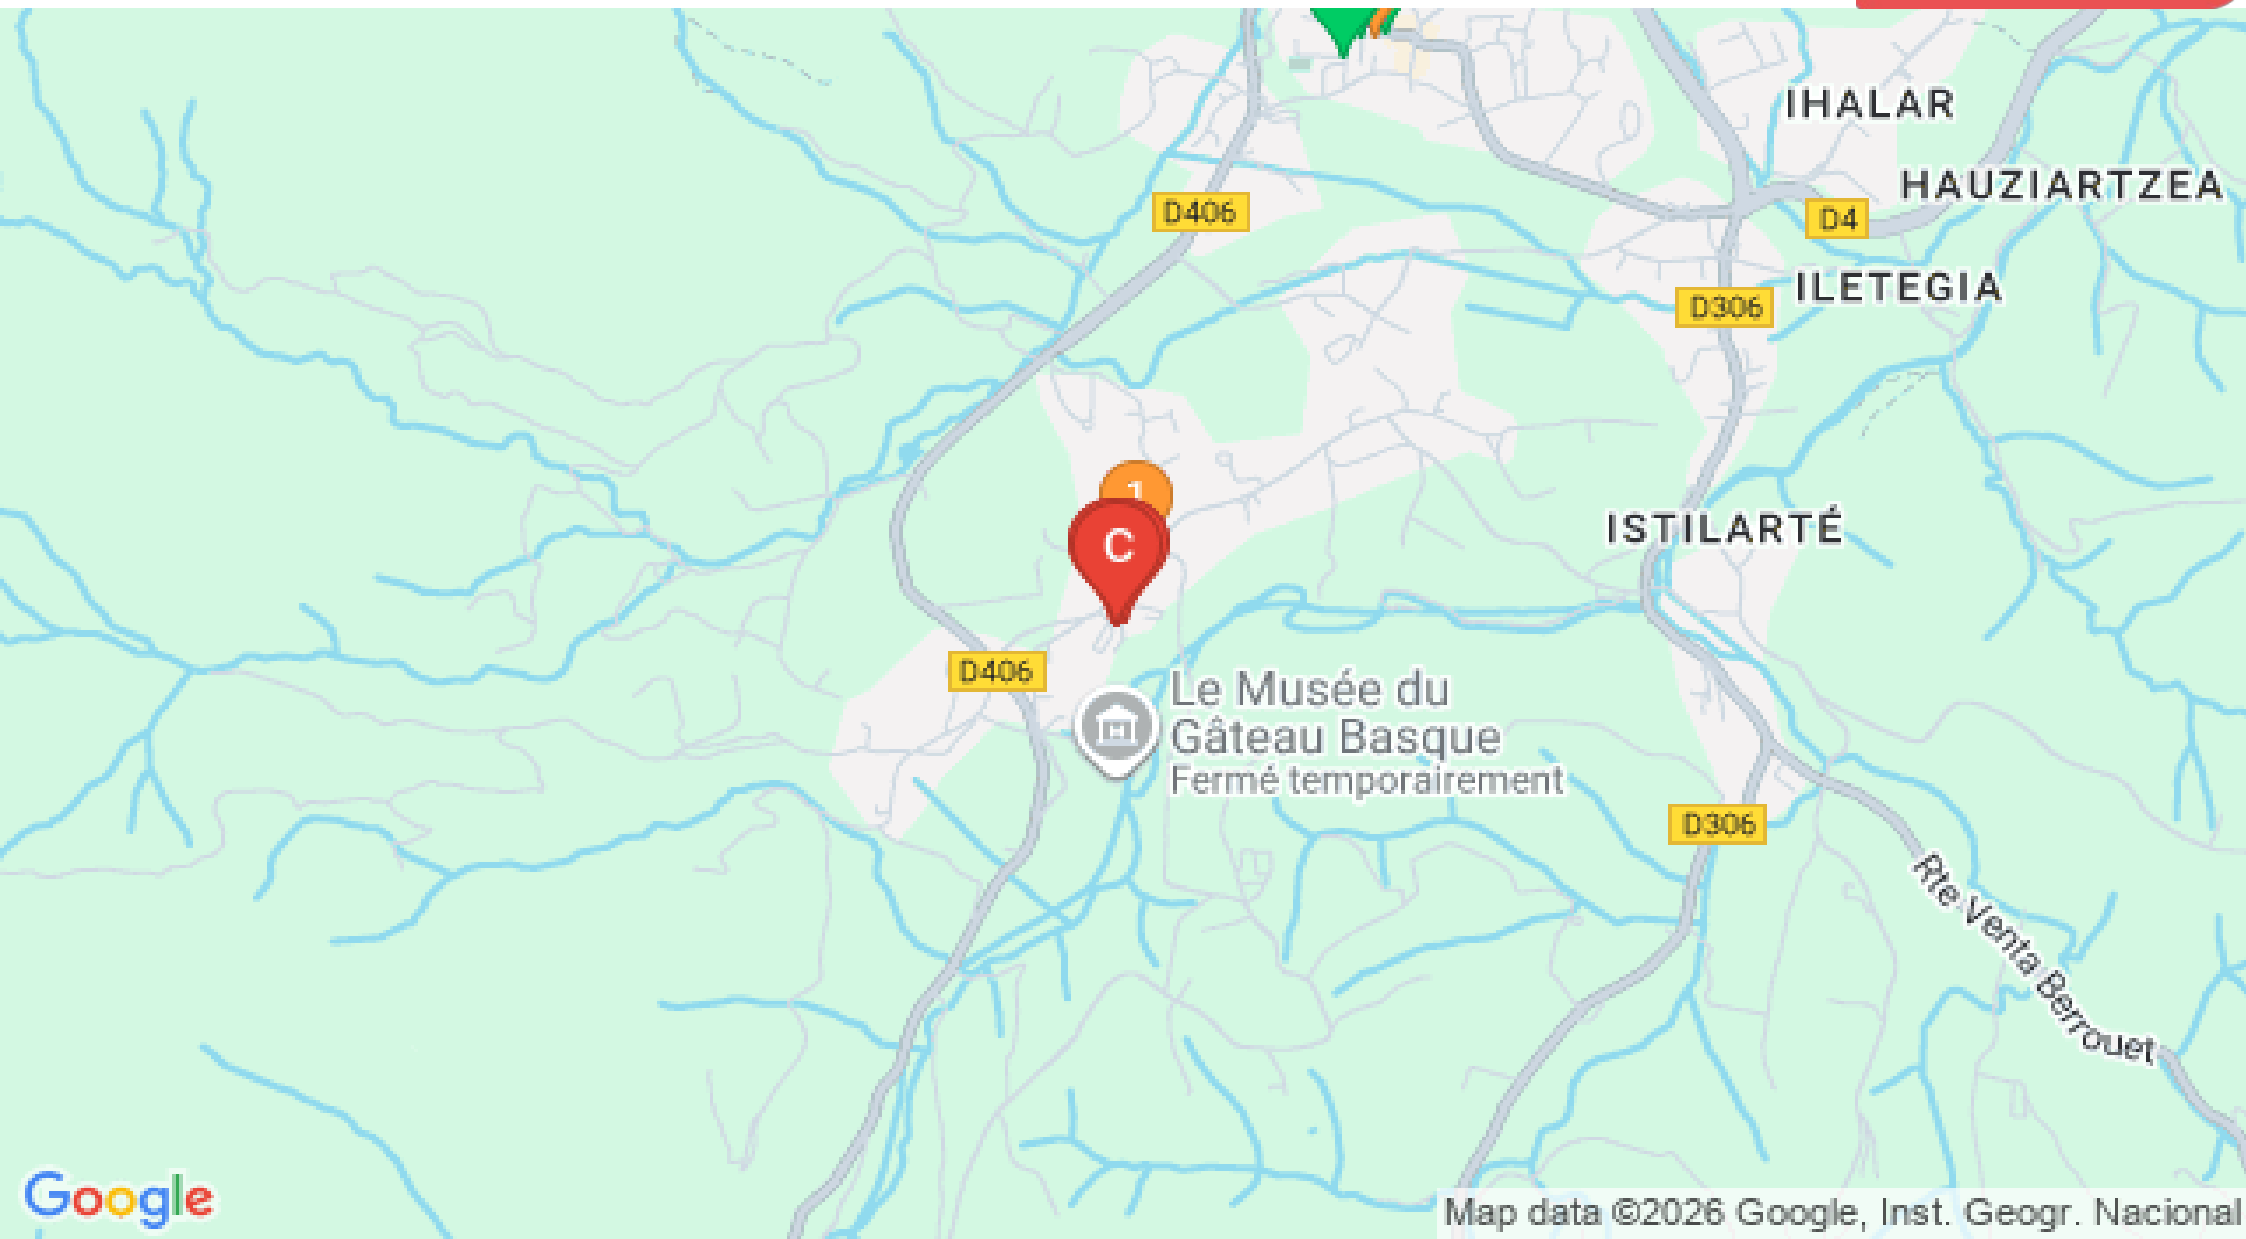 IHALAR
HAUZIARTZEA
D406
D4
ILETEGIA
D306
1
C
ISTILARTÉ
D406
Le Musée du
Gâteau Basque
Fermé temporairement
D306
Rte Venta Berrouet
Google
Map data ©2026 Google, Inst. Geogr. Nacional